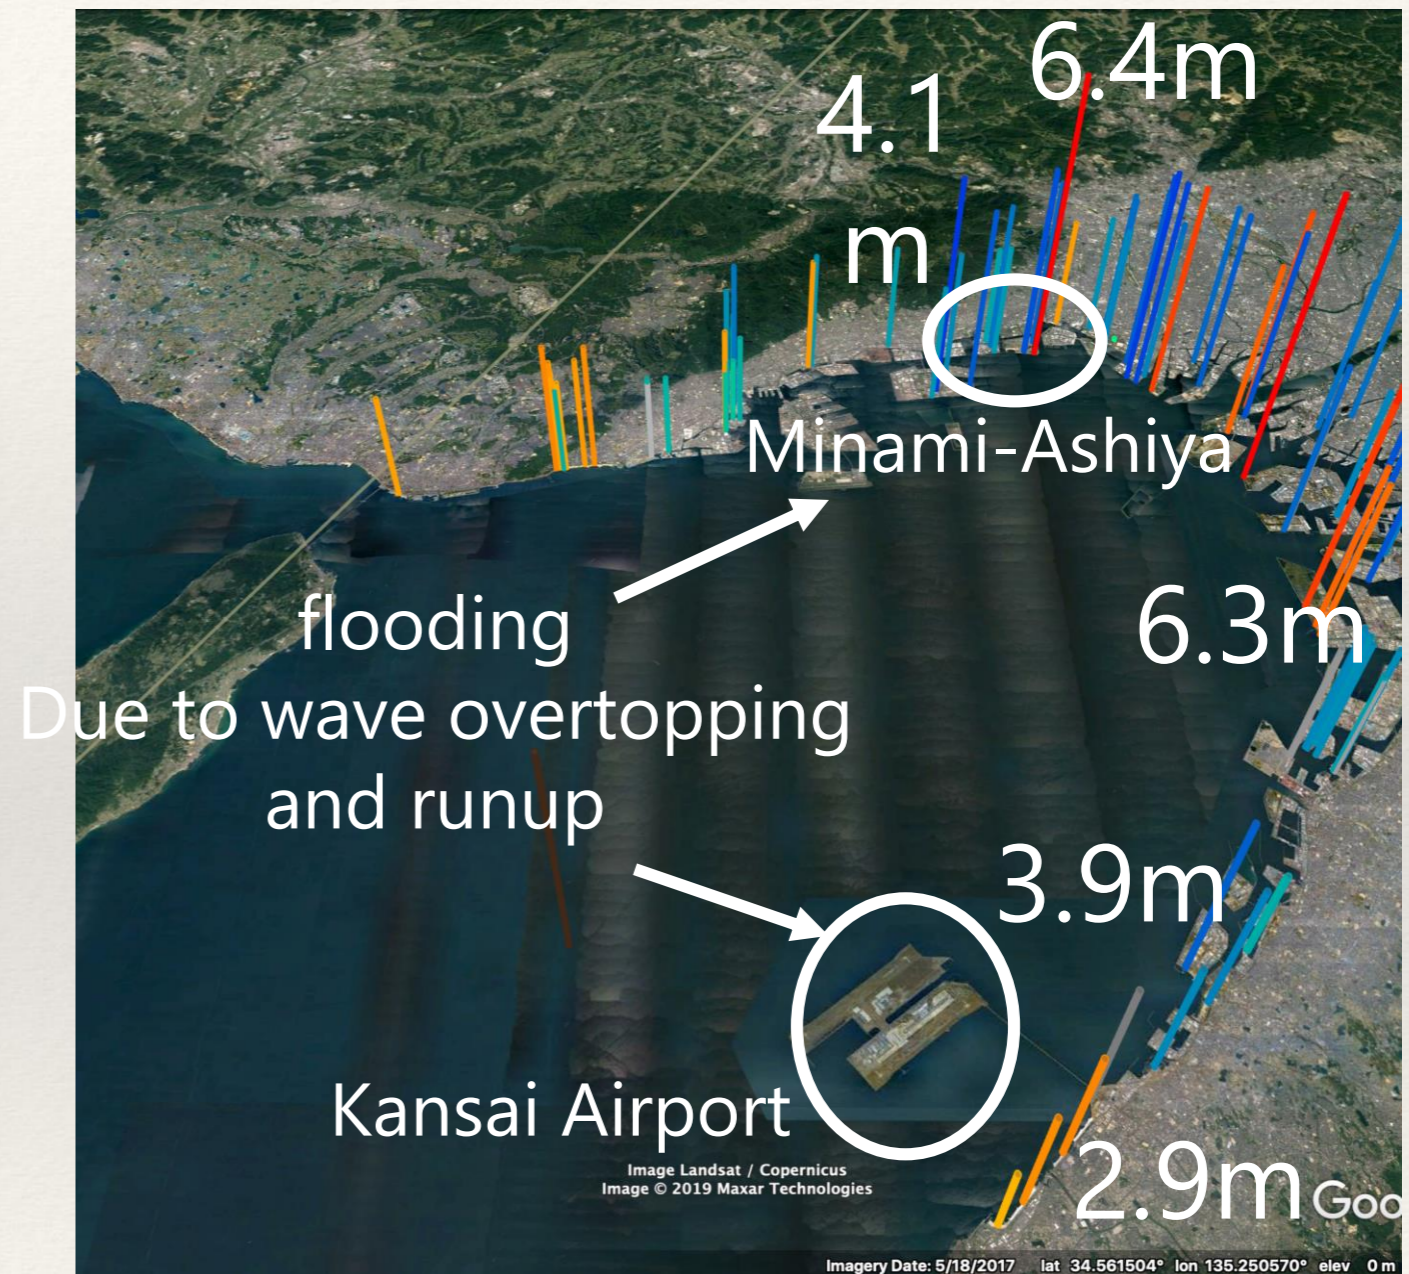 6.4m
4.1
m
Minami-Ashiya
flooding
Due to wave overtopping
and runup
6.3m
3.9m
Kansai Airport
2.9m
Image Landsat / Copernicus
Image © 2019 Maxar Technologies
Goo
Imagery Date: 5/18/2017 lat 34.561504° lon 135.250570° elev 0 m